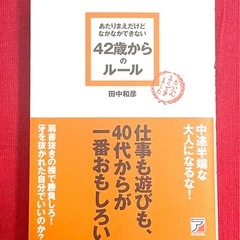 あたりまえだけど
なかなかできない
42歳から
の
ルール
田中和彦
中途半端な
大人になるな!
仕事も遊びも、
40代からが
一番おもしろい
肩書抜きの裸で勝負しろ!
牙を抜かれた自分でいいのか?